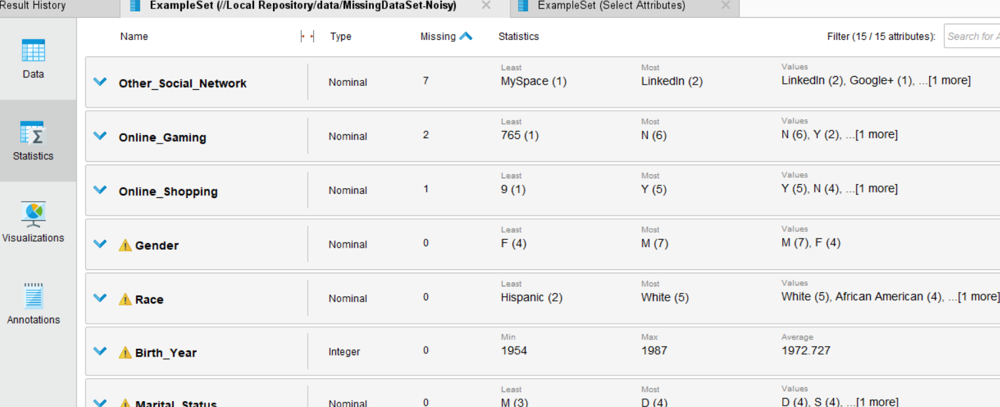 Result History
ExampleSet (//Local Repository/data/MissingDataSet-Noisy)
ExampleSet (Select Attributes)
Data
Statistics
Visualizations
Annotations
Name Type Missing Statistics Filter (15 / 15 attributes): Search for A
Least Most Values
Other_Social_Network Nominal 7 MySpace (1) LinkedIn (2) LinkedIn (2), Google+ (1), ...[1 more]
Least Most Values
Online_Gaming Nominal 2 765 (1) N (6) N (6), Y (2), ...[1 more]
Least Most Values
Online_Shopping Nominal 1 9 (1) Y (5) Y (5), N (4), ...[1 more]
Least Most Values
Gender Nominal 0 F (4) M (7) M (7), F (4)
Least Most Values
Race Nominal 0 Hispanic (2) White (5) White (5), African American (4), ...[1 more]
Min Max Average
Birth_Year Integer 0 1954 1987 1972.727
Least Most Values
Marital_Status Nominal 0 M (3) D (4) D (4), S (4), ...[1 more]